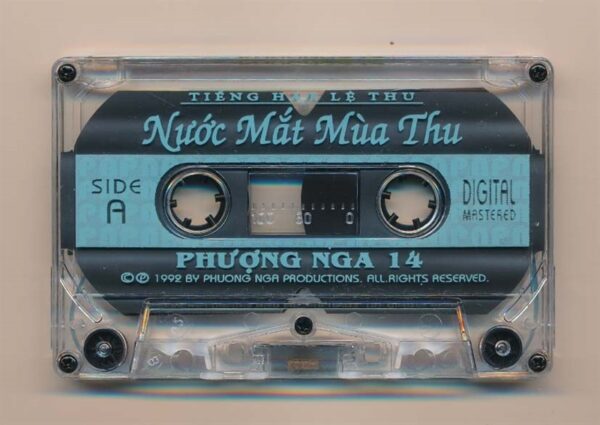 TIẾNG HÁT LỆ THU
Nước Mắt Mùa Thu
SIDE
A
DIGITAL
MASTERED
100 50 0
PHƯỢNG NGA 14
© ℗ 1992 BY PHUONG NGA PRODUCTIONS. ALL RIGHTS RESERVED.